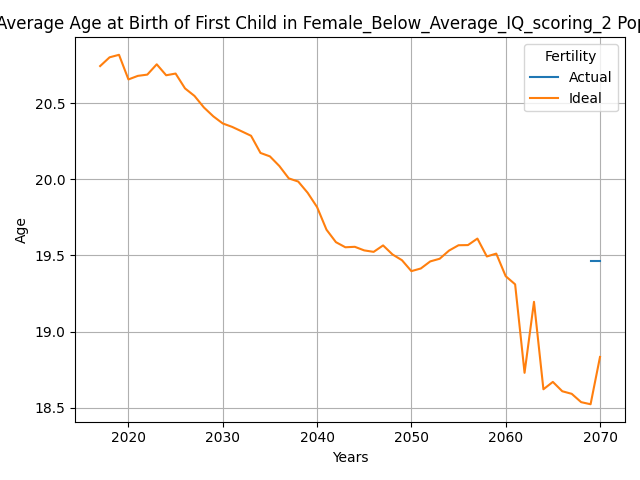 Average Age at Birth of First Child in Female_Below_Average_IQ_scoring_2
Fertility
Actual
Ideal
20.5
20.0
19.5
19.0
18.5
Age
2020 2030 2040 2050 2060 2070
Years